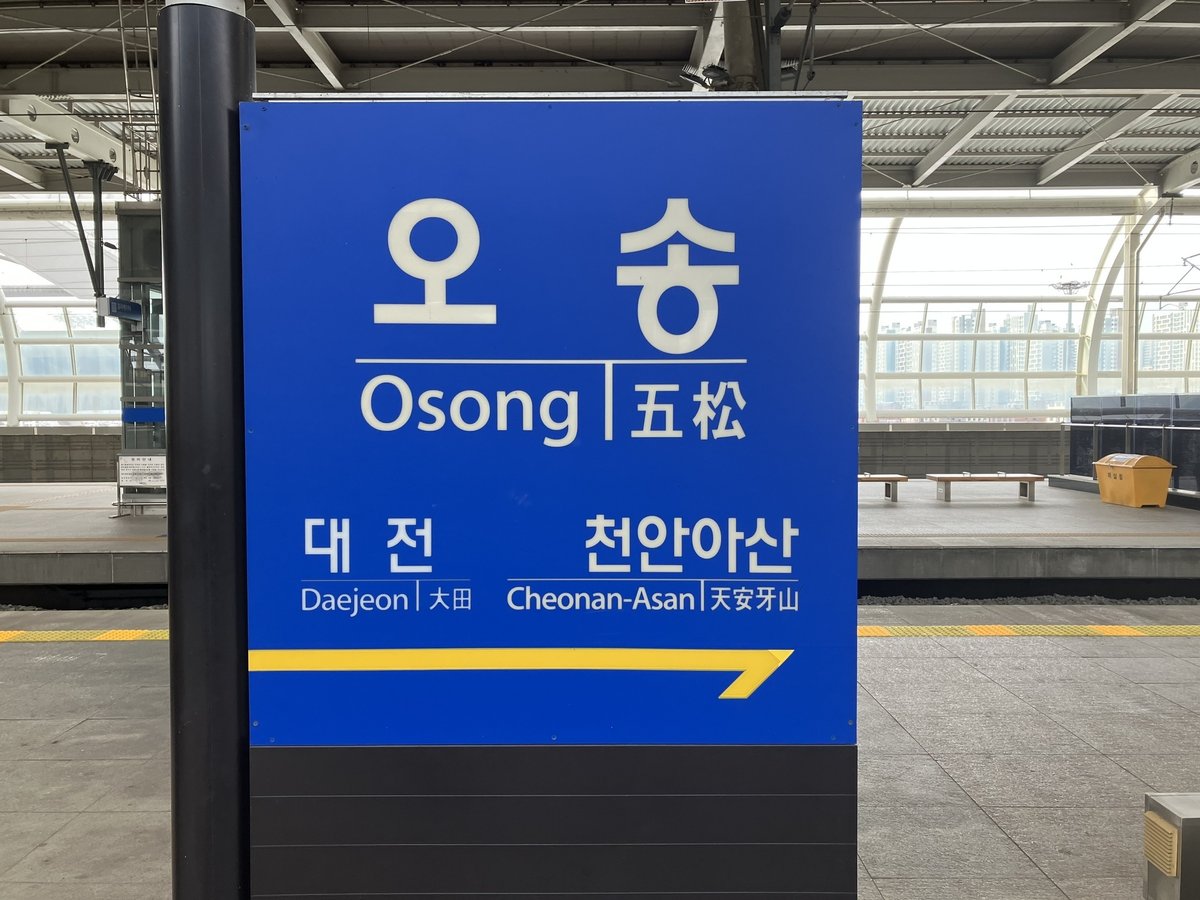 오 송
Osong 五松
대 전 천안아산
Daejeon 大田 Cheonan-Asan 天安牙山